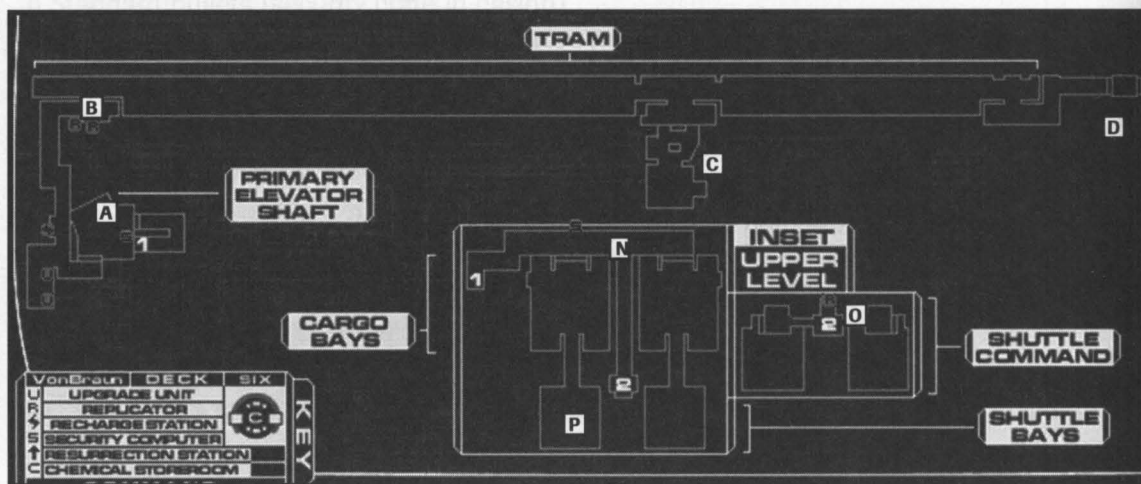 TRAM
B
D
C
PRIMARY
ELEVATOR
SHAFT
A
1
N
INSET
UPPER
LEVEL
1
CARGO
BAYS
O
2
SHUTTLE
COMMAND
2
P
SHUTTLE
BAYS
VonBraun DECK SIX
U UPGRADE UNIT
R REPLICATOR
RECHARGE STATION
S SECURITY COMPUTER
RESURRECTION STATION
C CHEMICAL STOREROOM
C
KEY